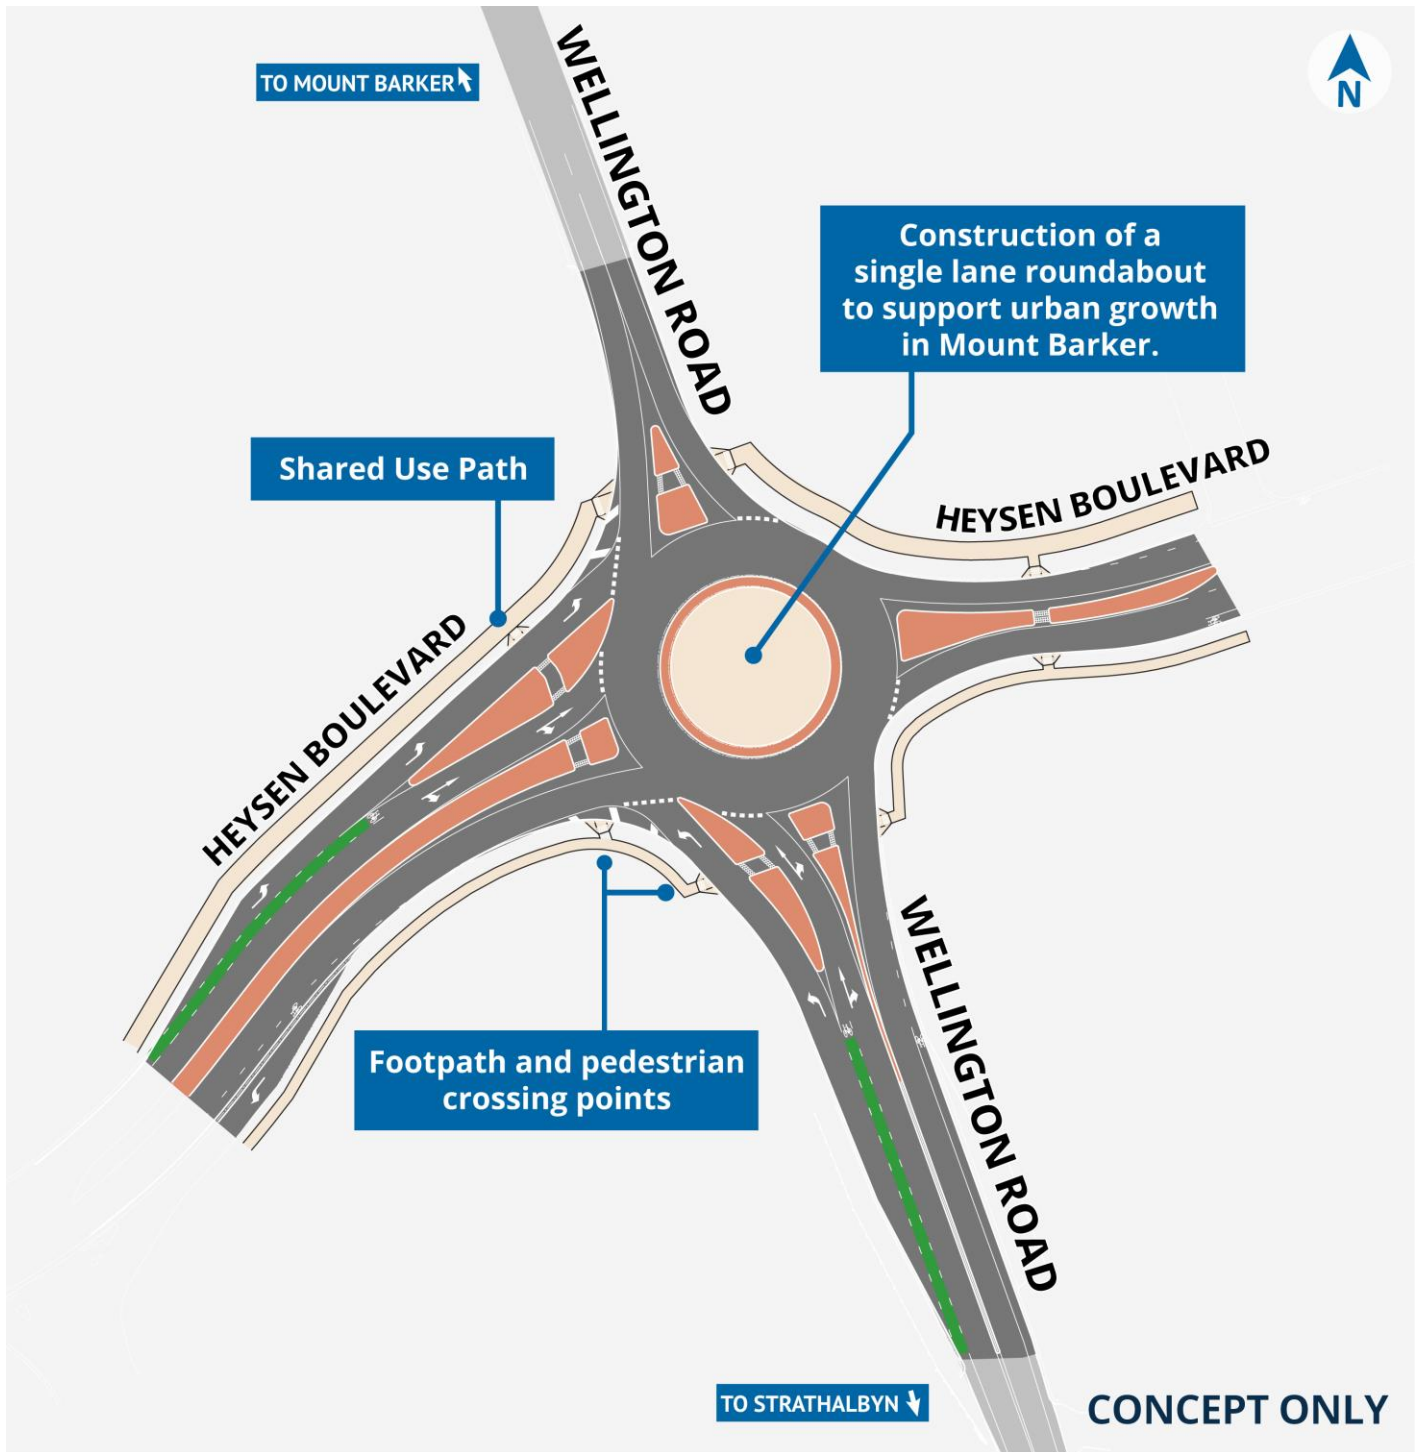 TO MOUNT BARKER
WELLINGTON ROAD
N
Construction of a
single lane roundabout
to support urban growth
in Mount Barker.
Shared Use Path
HEYSEN BOULEVARD
HEYSEN BOULEVARD
Footpath and pedestrian
crossing points
WELLINGTON ROAD
TO STRATHALBYN
CONCEPT ONLY